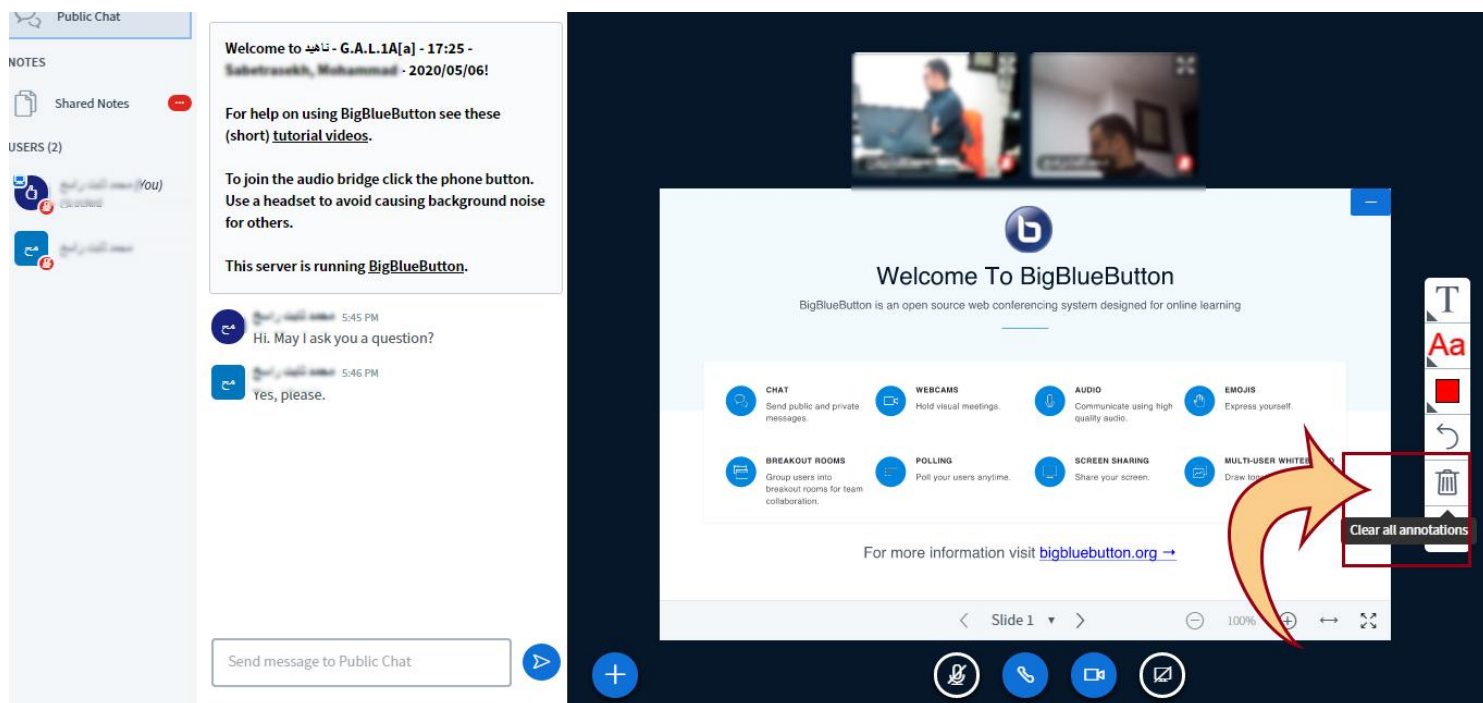 Public Chat
NOTES
Shared Notes
USERS (2)
(You)
مح
Welcome to ناهید - G.A.L.1A[a] - 17:25 -
Sabetrasekh, Mohammad - 2020/05/06!
For help on using BigBlueButton see these
(short) tutorial videos.
To join the audio bridge click the phone button.
Use a headset to avoid causing background noise
for others.
This server is running BigBlueButton.
مح
5:45 PM
Hi. May I ask you a question?
مح
5:46 PM
Yes, please.
Send message to Public Chat
Welcome To BigBlueButton
BigBlueButton is an open source web conferencing system designed for online learning
CHAT
Send public and private
messages.
WEBCAMS
Hold visual meetings.
AUDIO
Communicate using high
quality audio.
EMOJIS
Express yourself.
BREAKOUT ROOMS
Group users into
breakout rooms for team
collaboration.
POLLING
Poll your users anytime.
SCREEN SHARING
Share your screen.
MULTI-USER
Draw
For more information visit bigbluebutton.org →
Slide 1
100%
T
Aa
Clear all annotations